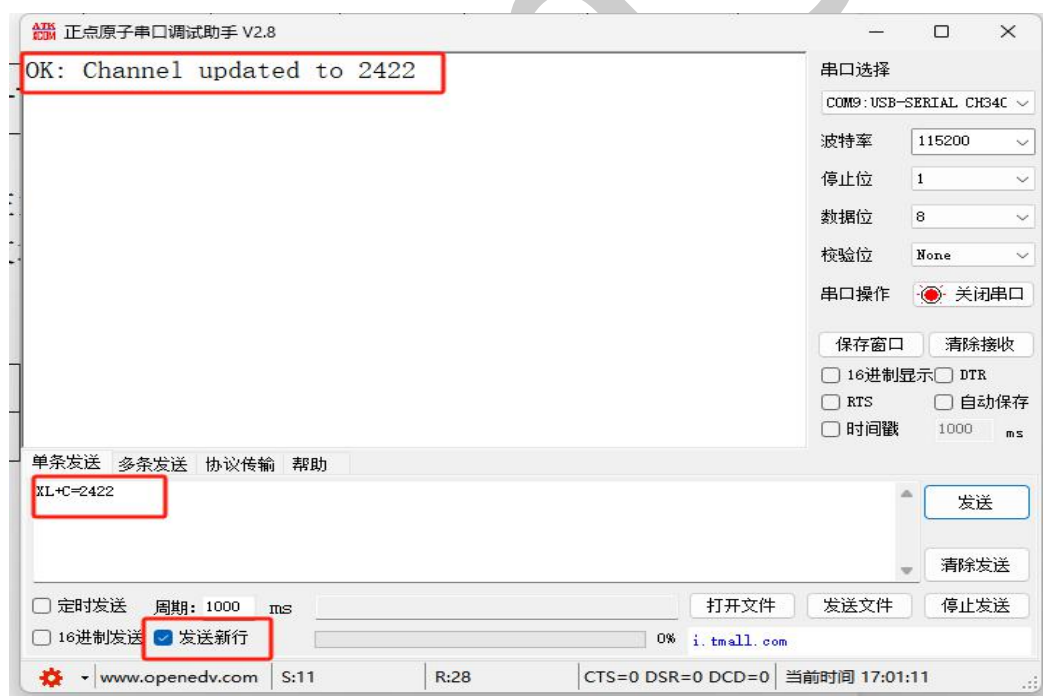 ATK
COM 正点原子串口调试助手 V2.8
OK: Channel updated to 2422
串口选择
COM9:USB-SERIAL CH34C
波特率 115200
停止位 1
数据位 8
校验位 None
串口操作 关闭串口
保存窗口 清除接收
16进制显示 DTR
RTS 自动保存
时间戳 1000 ms
单条发送 多条发送 协议传输 帮助
XL+C=2422
发送
清除发送
定时发送 周期: 1000 ms 打开文件 发送文件 停止发送
16进制发送 发送新行 0% i.tmall.com
www.openedv.com S:11 R:28 CTS=0 DSR=0 DCD=0 当前时间 17:01:11